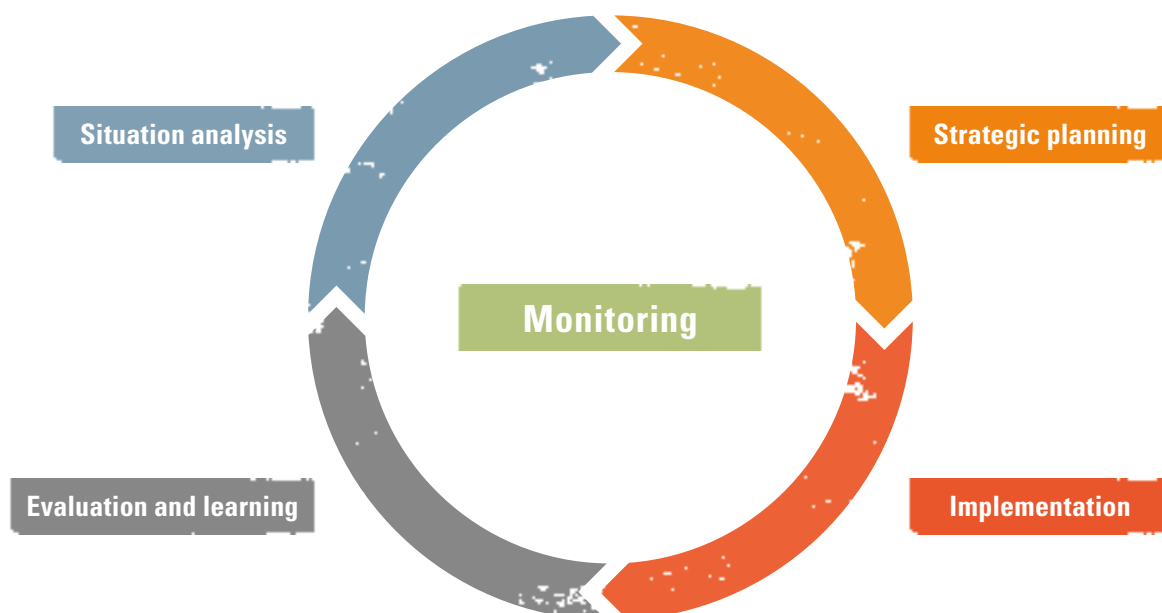 Situation analysis
Strategic planning
Monitoring
Evaluation and learning
Implementation